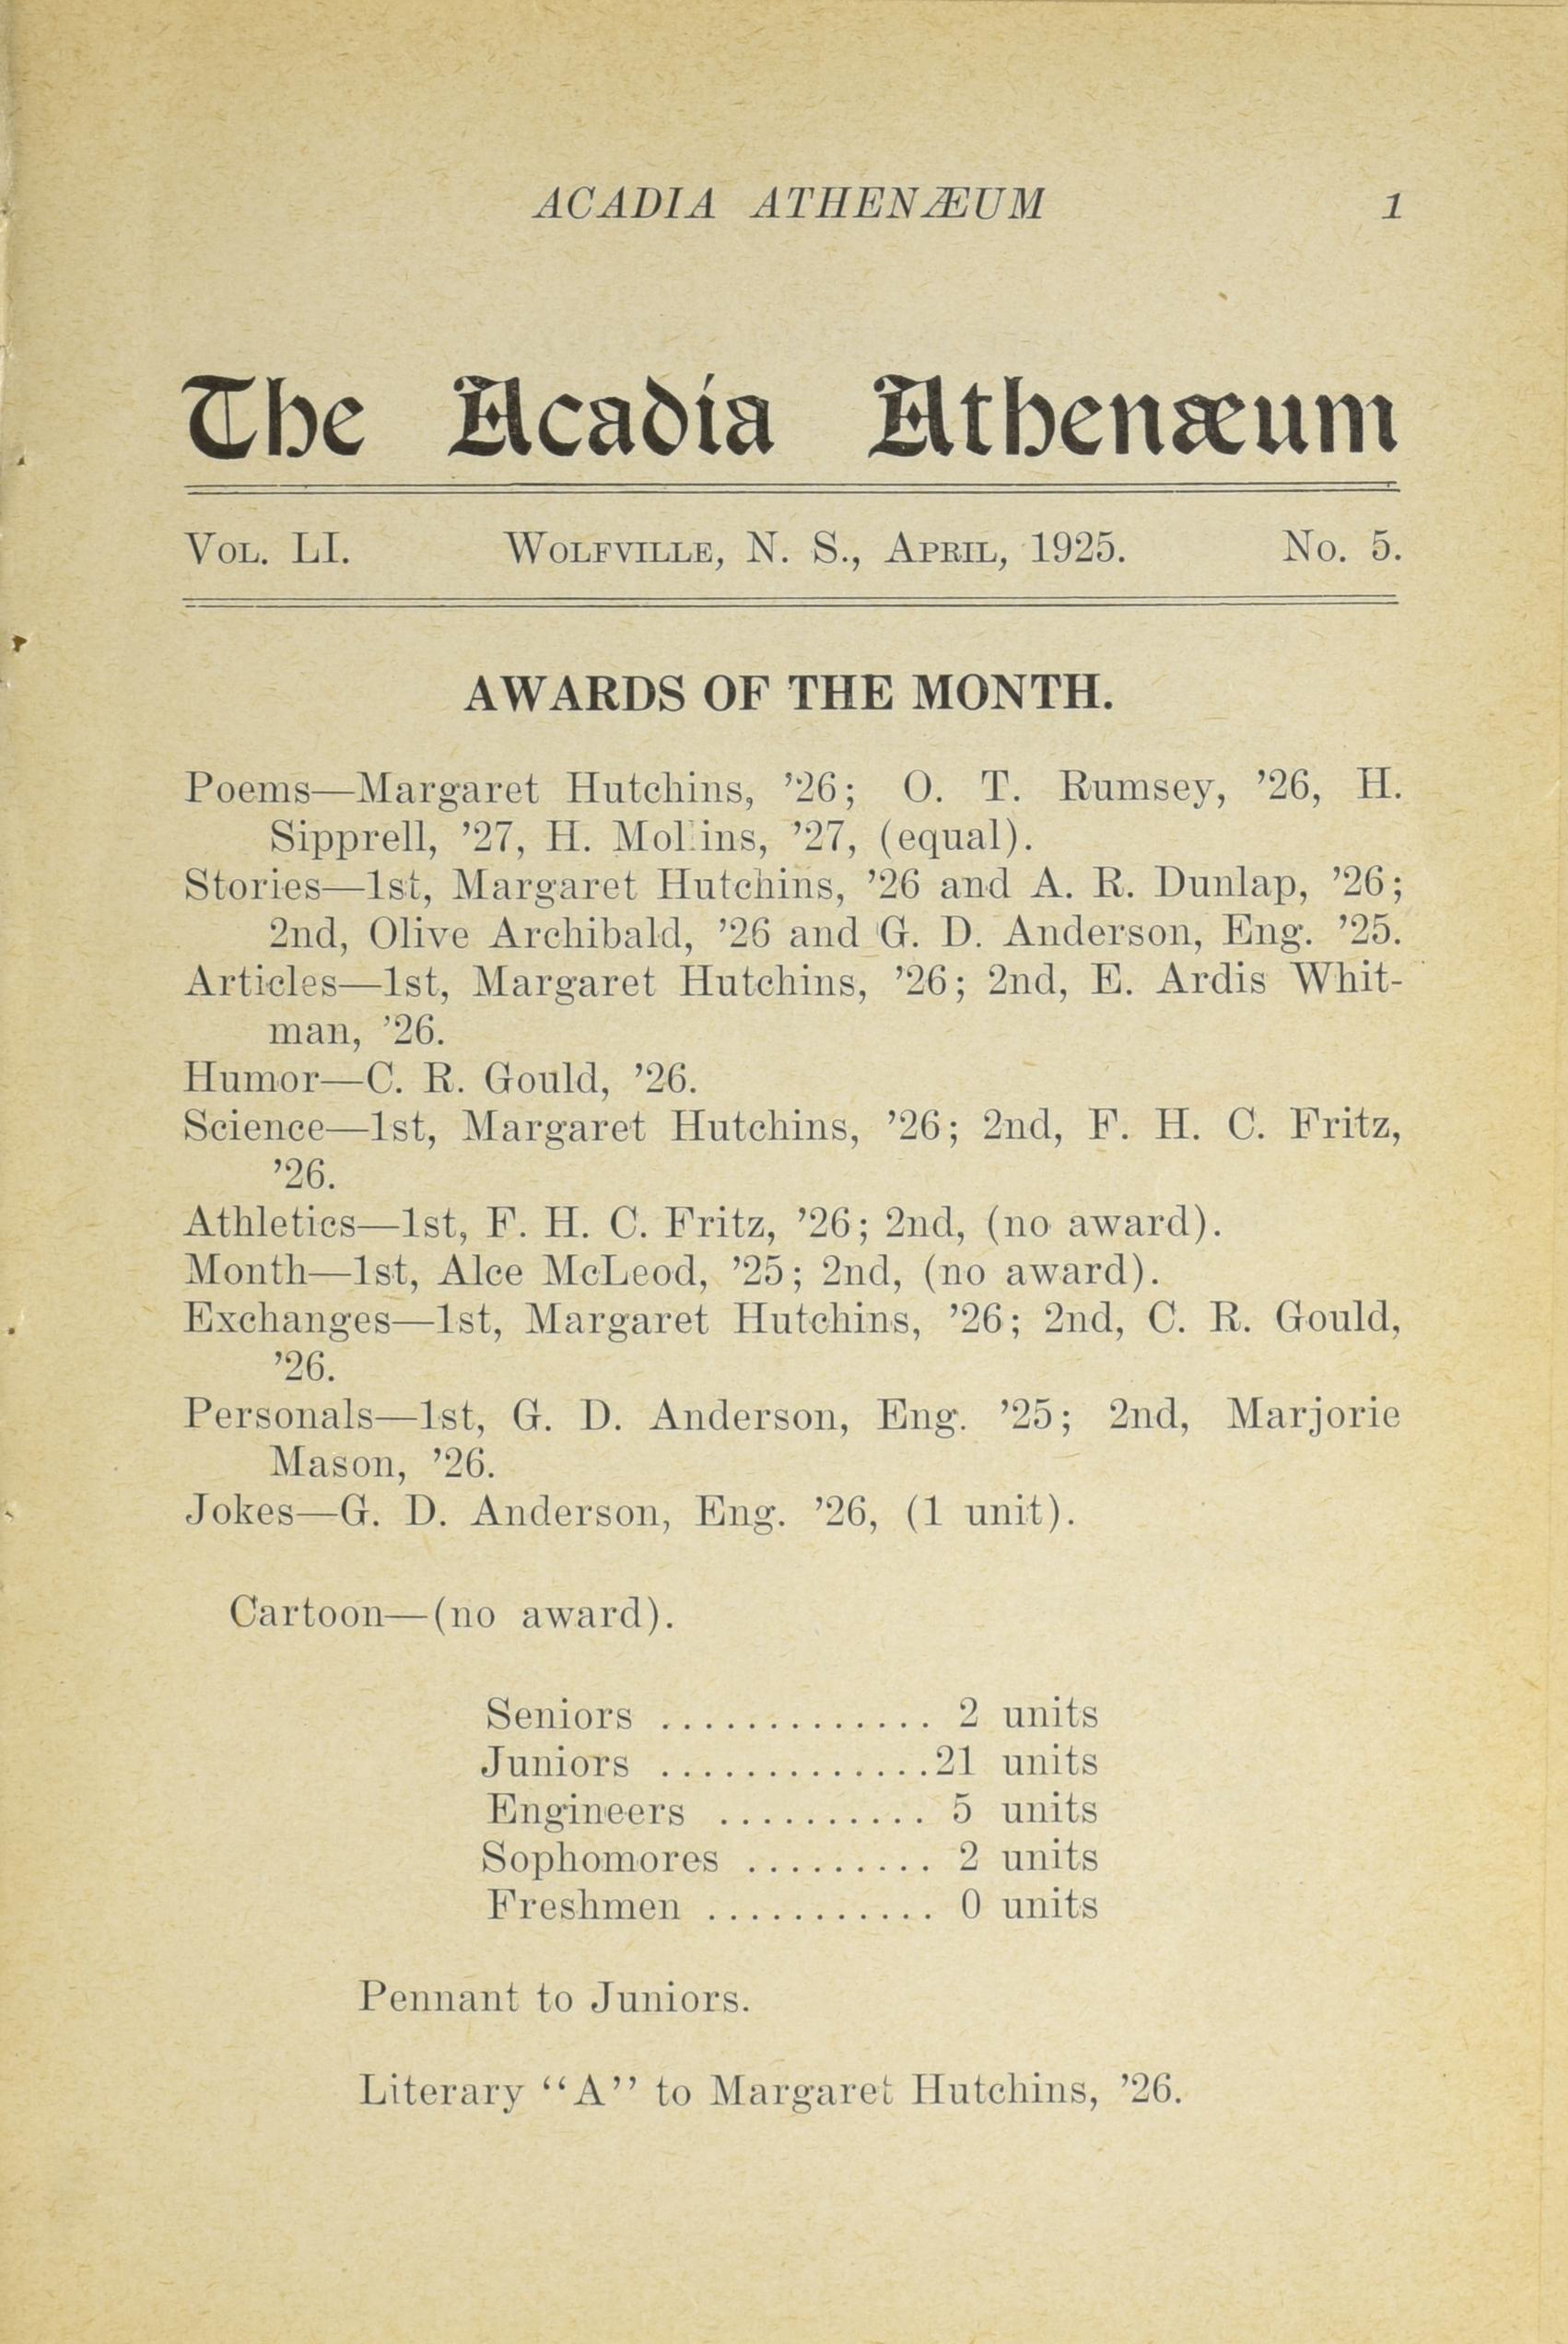 ACADIA ATHENÆUM 1
The Acadia Athenæum
Vol. LI. Wolfville, N. S., April, 1925. No. 5.
AWARDS OF THE MONTH.
Poems—Margaret Hutchins, ’26; O. T. Rumsey, ’26, H.
Sipprell, ’27, H. Mollins, ’27, (equal).
Stories—1st, Margaret Hutchins, ’26 and A. R. Dunlap, ’26;
2nd, Olive Archibald, ’26 and G. D. Anderson, Eng. ’25.
Articles—1st, Margaret Hutchins, ’26; 2nd, E. Ardis Whit-
man, ’26.
Humor—C. R. Gould, ’26.
Science—1st, Margaret Hutchins, ’26; 2nd, F. H. C. Fritz,
’26.
Athletics—1st, F. H. C. Fritz, ’26; 2nd, (no award).
Month—1st, Alce McLeod, ’25; 2nd, (no award).
Exchanges—1st, Margaret Hutchins, ’26; 2nd, C. R. Gould,
’26.
Personals—1st, G. D. Anderson, Eng. ’25; 2nd, Marjorie
Mason, ’26.
Jokes—G. D. Anderson, Eng. ’26, (1 unit).
Cartoon—(no award).
Seniors ............. 2 units
Juniors .............21 units
Engineers .......... 5 units
Sophomores ......... 2 units
Freshmen ........... 0 units
Pennant to Juniors.
Literary “A” to Margaret Hutchins, ’26.